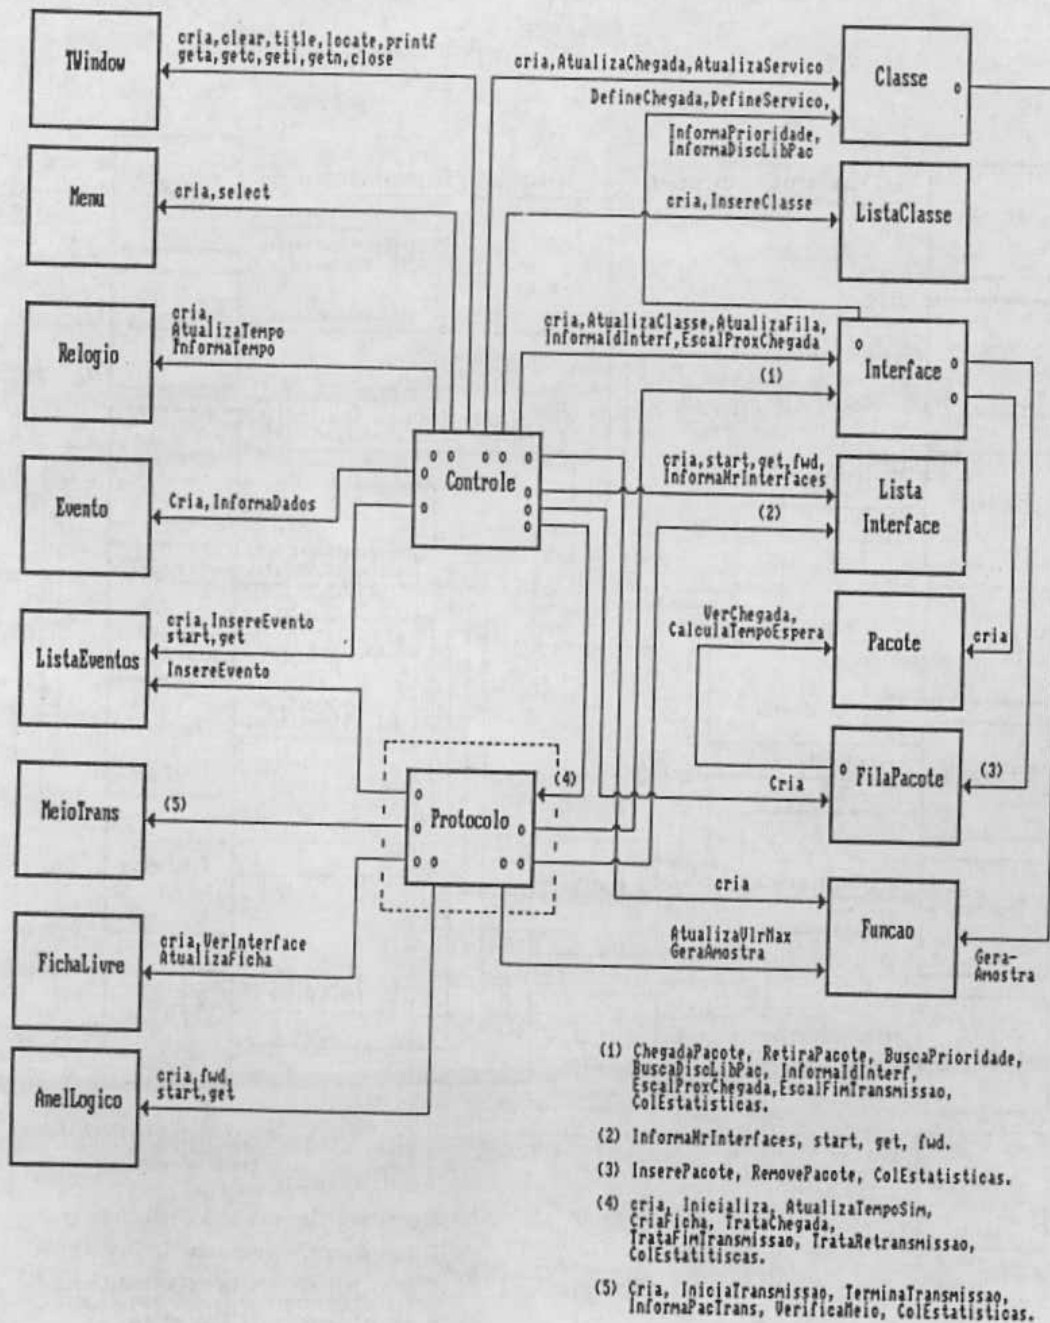 TWindow
cria,clear,title,locate,printf
geta,getc,geti,getn,close
cria,AtualizaChegada,AtualizaServico
Classe
DefineChegada,DefineServico,
InformaPrioridade,
InformaDiscLibPac
Menu
cria,select
cria,InsereClasse
ListaClasse
Relogio
cria,
AtualizaTempo
InformaTempo
cria,AtualizaClasse,AtualizaFila,
InformaIdInterf,EscalProxChegada
(1)
Interface
Controle
Evento
Cria,InformaDados
cria,start,get,fwd,
InformaNrInterfaces
(2)
Lista
Interface
ListaEventos
cria,InsereEvento
start,get
InsereEvento
VerChegada,
CalculaTempoEspera
Pacote
cria
MeioTrans
(5)
Protocolo
(4)
Cria
FilaPacote
(3)
FichaLivre
cria,VerInterface
AtualizaFicha
cria
AtualizaVlrMax
GeraAmostra
Funcao
Gera-
Amostra
AnelLogico
cria,fwd,
start,get
(1) ChegadaPacote, RetiraPacote, BuscaPrioridade,
BuscaDiscLibPac, InformaIdInterf,
EscalProxChegada,EscalFimTransmissao,
ColEstatisticas.
(2) InformaNrInterfaces, start, get, fwd.
(3) InserePacote, RemovePacote, ColEstatisticas.
(4) cria, Inicializa, AtualizaTempoSim,
CriaFicha, TrataChegada,
TrataFimTransmissao, TrataRetransmissao,
ColEstatitiscas.
(5) Cria, IniciaTransmissao, TerminaTransmissao,
InformaPacTrans, VerificaMeio, ColEstatisticas.